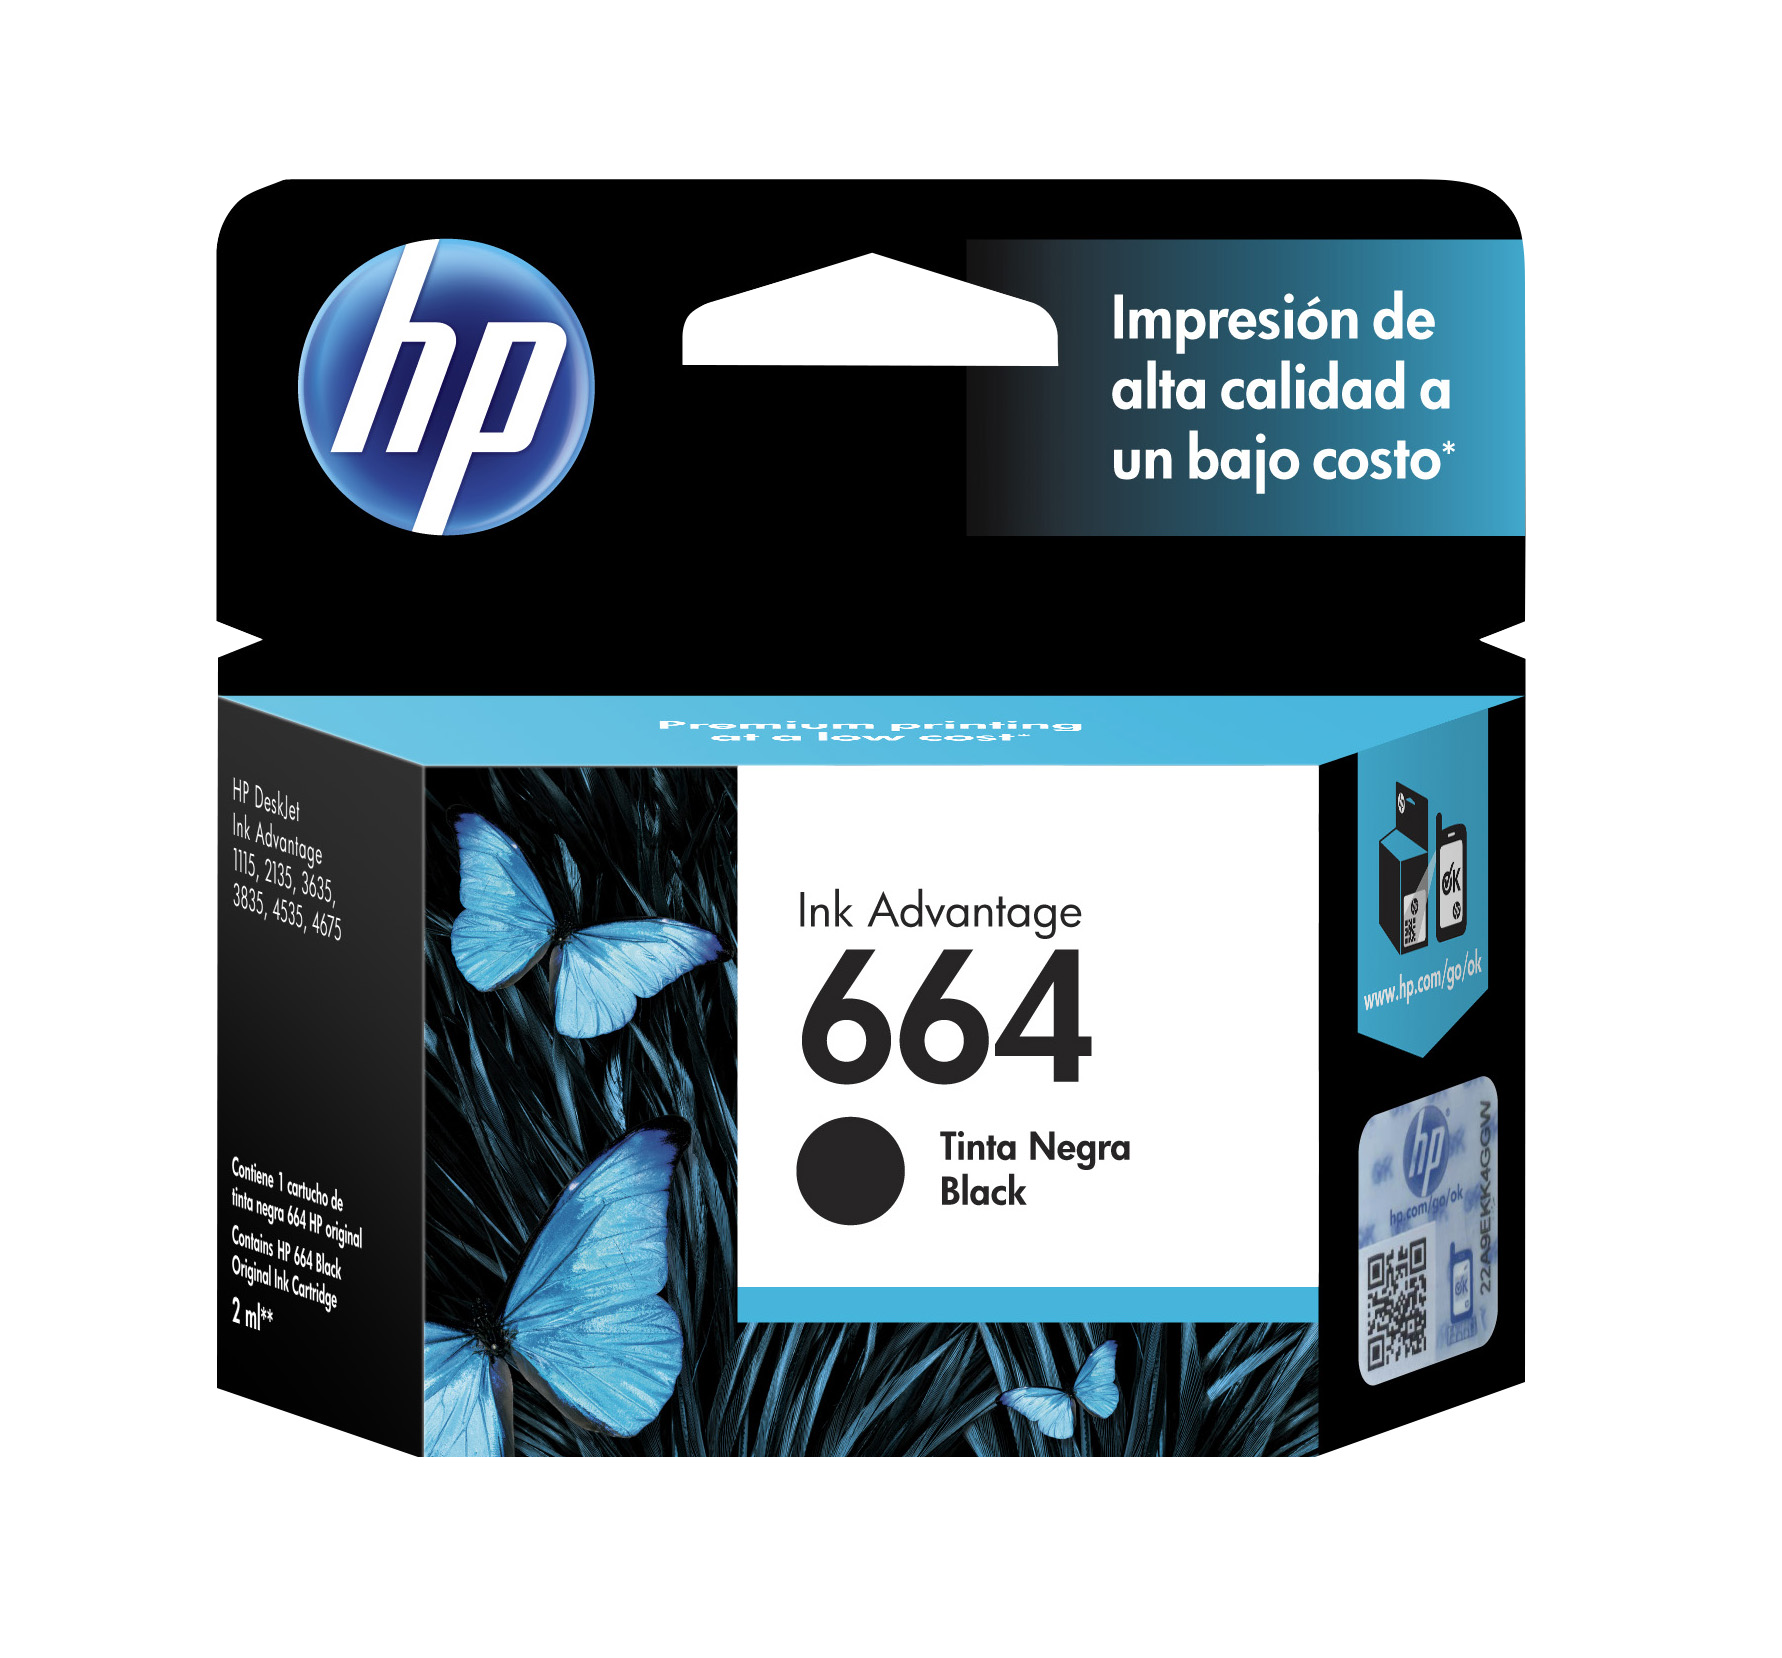 hp
Impresión de
alta calidad a
un bajo costo*
Premium printing
at a low cost*
HP DeskJet
Ink Advantage
1115, 2135, 3635,
3835, 4535, 4675
Contiene 1 cartucho de
tinta negra 664 HP original
Contains HP 664 Black
Original Ink Cartridge
2 ml**
Ink Advantage
664
Tinta Negra
Black
OK
www.hp.com/go/ok
hp
OK
hp.com/go/ok
OK
22A9EKK4GGW